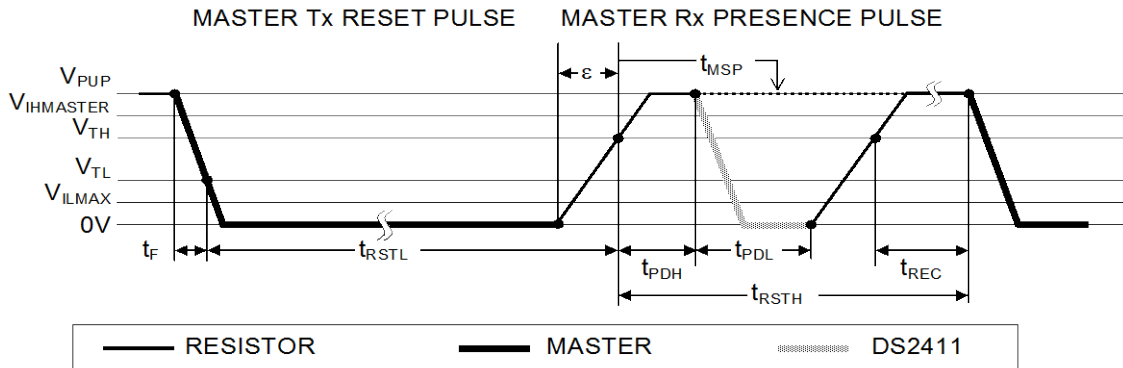 MASTER Tx RESET PULSE MASTER Rx PRESENCE PULSE
ε tMSP
VPUP
VIHMASTER
VTH
VTL
VILMAX
0V
tF tRSTL tPDH tPDL tREC
tRSTH
RESISTOR MASTER DS2411